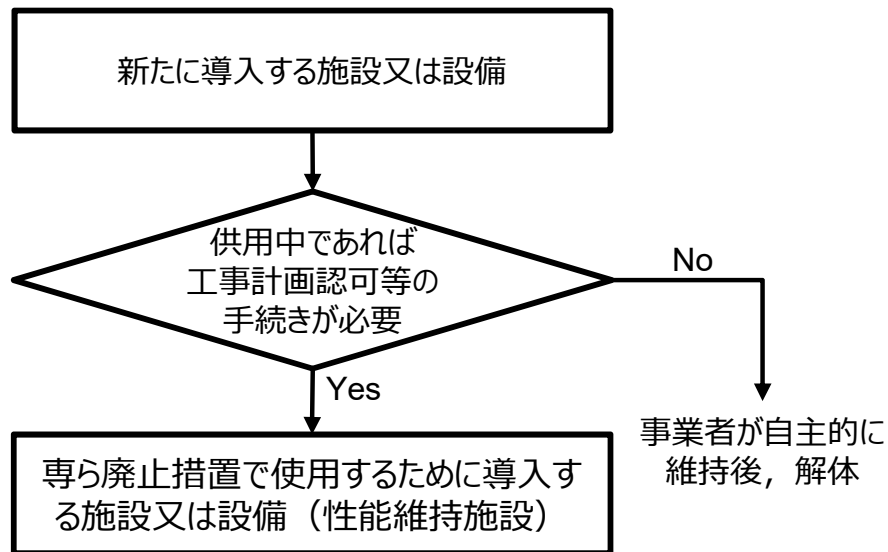 新たに導入する施設又は設備
供用中であれば
工事計画認可等の
手続きが必要
No
Yes
事業者が自主的に
維持後，解体
専ら廃止措置で使用するために導入す
る施設又は設備（性能維持施設）